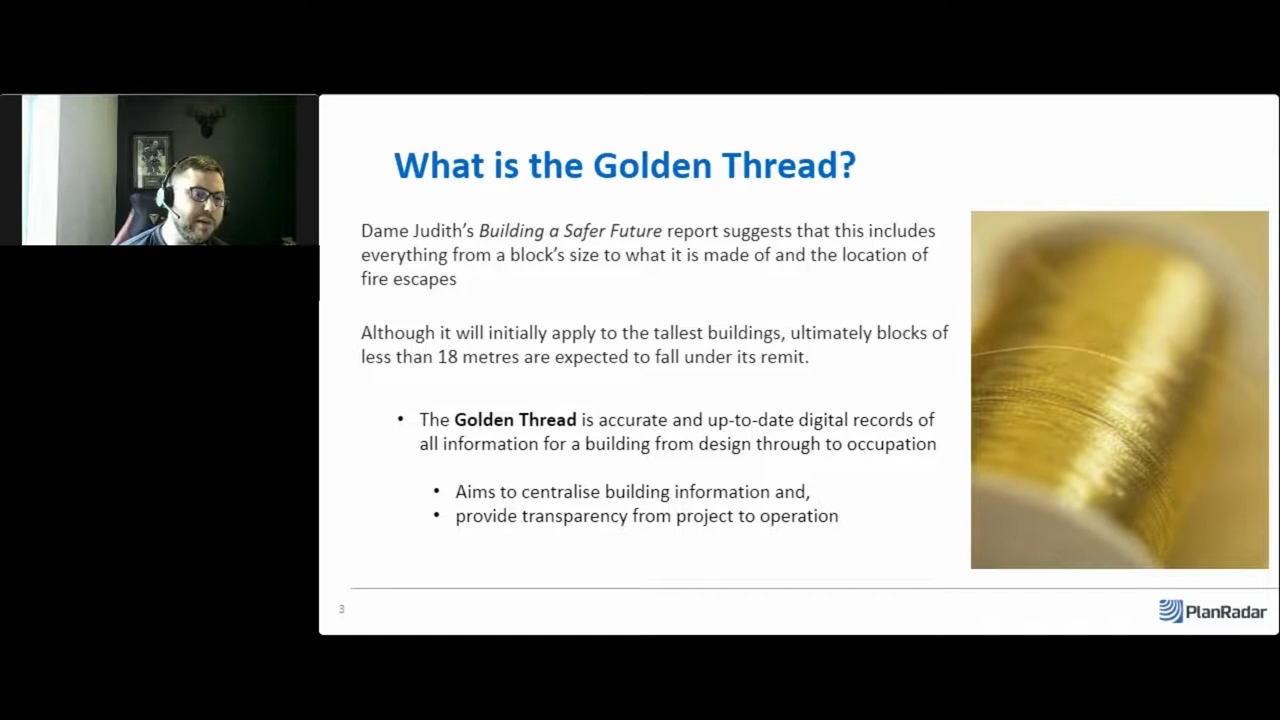 What is the Golden Thread?
Dame Judith’s Building a Safer Future report suggests that this includes
everything from a block’s size to what it is made of and the location of
fire escapes
Although it will initially apply to the tallest buildings, ultimately blocks of
less than 18 metres are expected to fall under its remit.
• The Golden Thread is accurate and up-to-date digital records of
all information for a building from design through to occupation
• Aims to centralise building information and,
• provide transparency from project to operation
3
PlanRadar